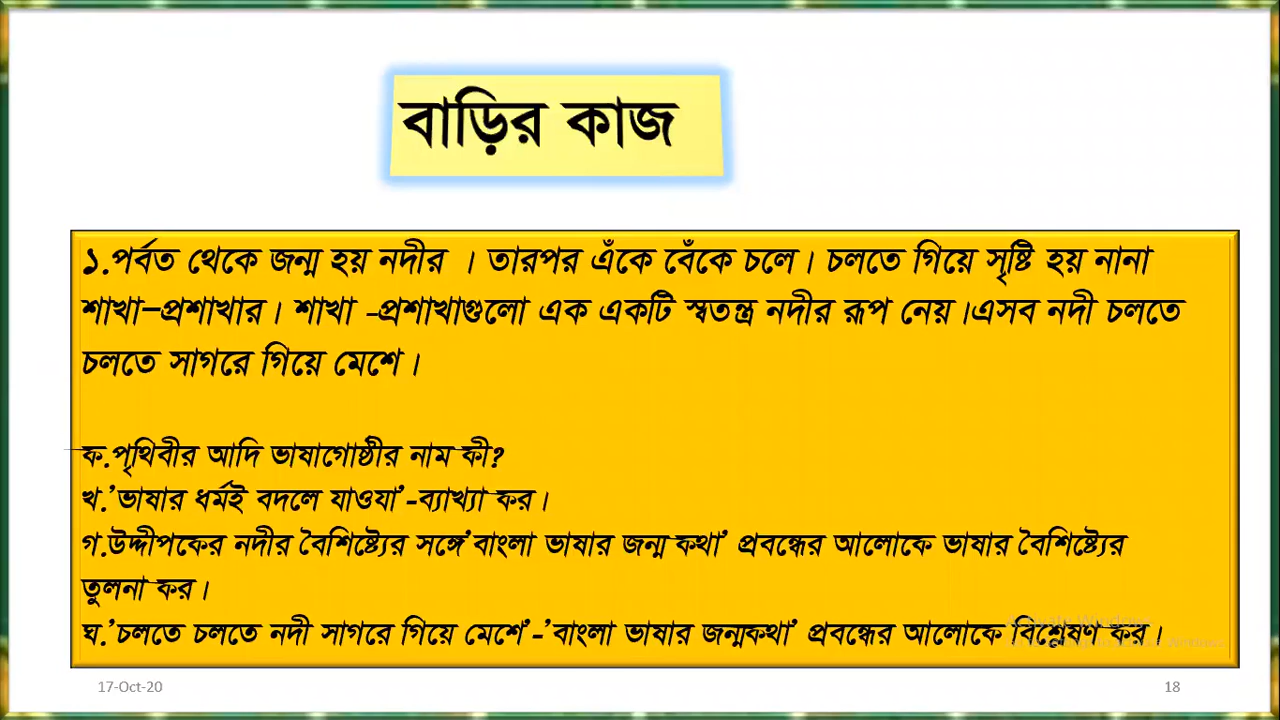 বাড়ির কাজ
১.পর্বত থেকে জন্ম হয় নদীর । তারপর এঁকে বেঁকে চলে। চলতে গিয়ে সৃষ্টি হয় নানা
শাখা–প্রশাখার। শাখা -প্রশাখাগুলো এক একটি স্বতন্ত্র নদীর রূপ নেয়।এসব নদী চলতে
চলতে সাগরে গিয়ে মেশে।
ক.পৃথিবীর আদি ভাষাগোষ্ঠীর নাম কী?
খ.'ভাষার ধর্মই বদলে যাওযা'-ব্যাখ্যা কর।
গ.উদ্দীপকের নদীর বৈশিষ্ট্যের সঙ্গে'বাংলা ভাষার জন্ম কথা' প্রবন্ধের আলোকে ভাষার বৈশিষ্ট্যের
তুলনা কর।
ঘ.'চলতে চলতে নদী সাগরে গিয়ে মেশে'-'বাংলা ভাষার জন্মকথা' প্রবন্ধের আলোকে বিশ্লেষণ কর।
17-Oct-20
18